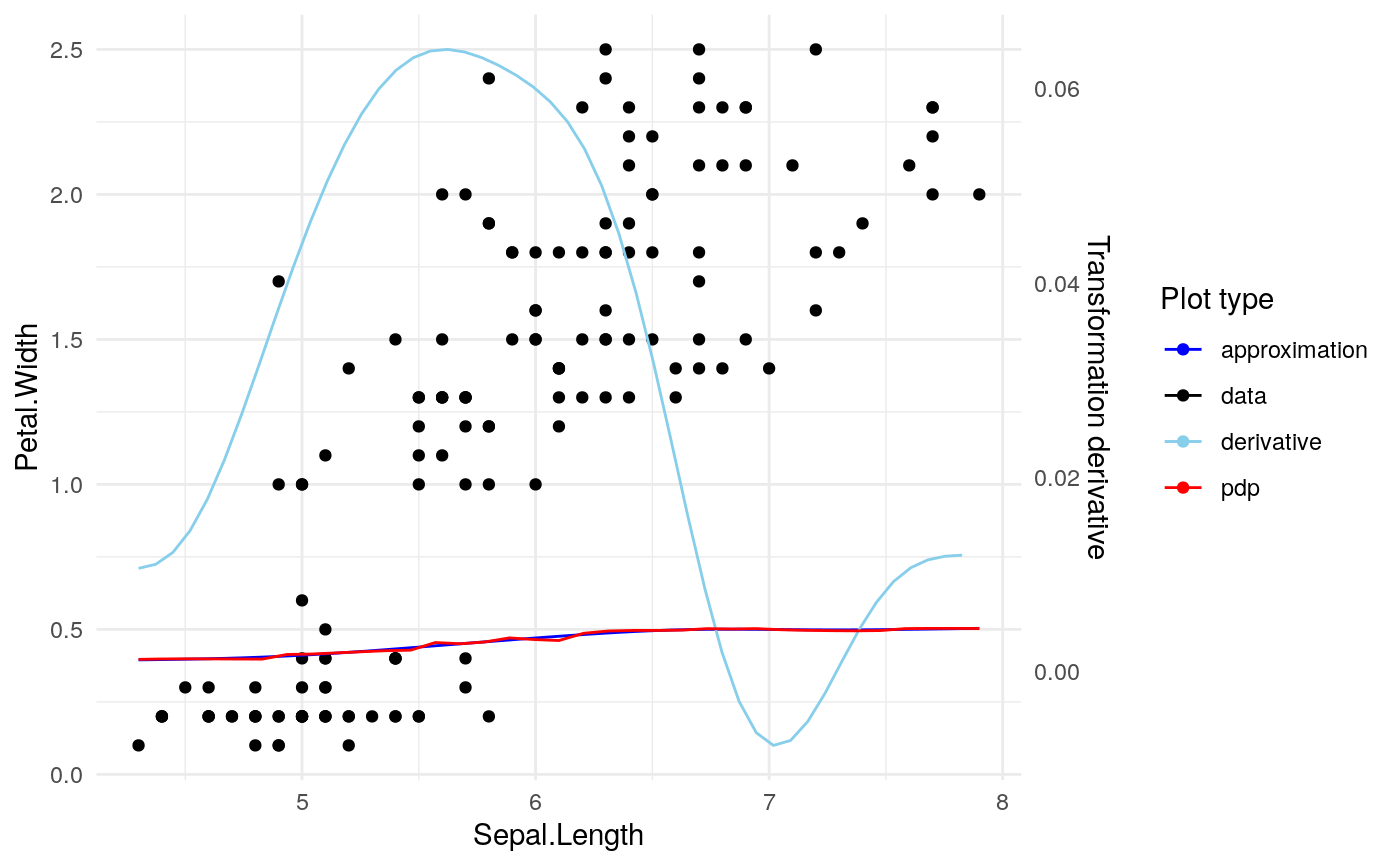 2.5
2.0
1.5
1.0
0.5
0.0
Petal.Width
5
6
7
8
Sepal.Length
0.06
0.04
0.02
0.00
Transformation derivative
Plot type
approximation
data
derivative
pdp